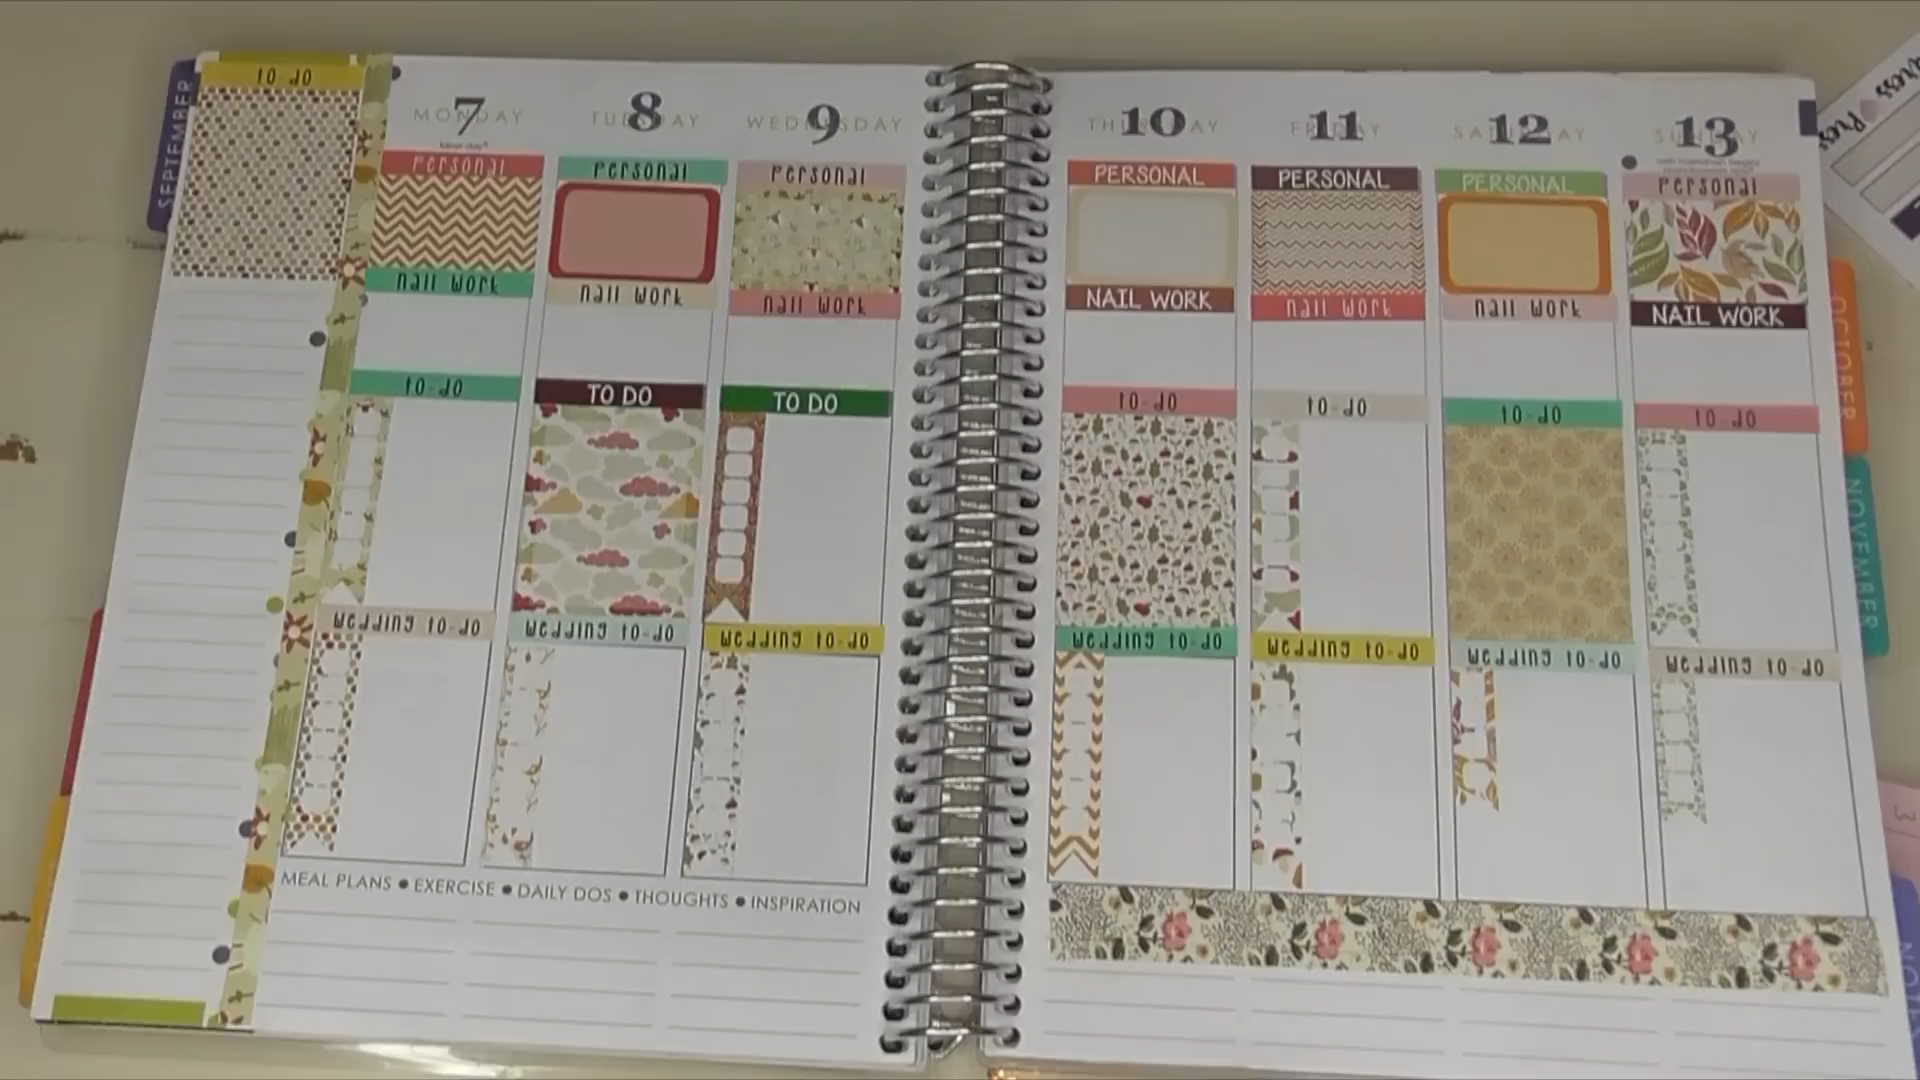 TO-DO
SEPTEMBER
MONDAY 7
TUESDAY 8
WEDNESDAY 9
THURSDAY 10
FRIDAY 11
SATURDAY 12
SUNDAY 13
Personal
Personal
Personal
PERSONAL
PERSONAL
PERSONAL
Personal
nail work
nail work
nail work
NAIL WORK
nail work
nail work
NAIL WORK
to-do
TO DO
TO DO
to-do
to-do
to-do
to-do
wedding to-do
wedding to-do
wedding to-do
wedding to-do
wedding to-do
wedding to-do
wedding to-do
MEAL PLANS • EXERCISE • DAILY DOS • THOUGHTS • INSPIRATION
OCTOBER
NOVEMBER
NOTES